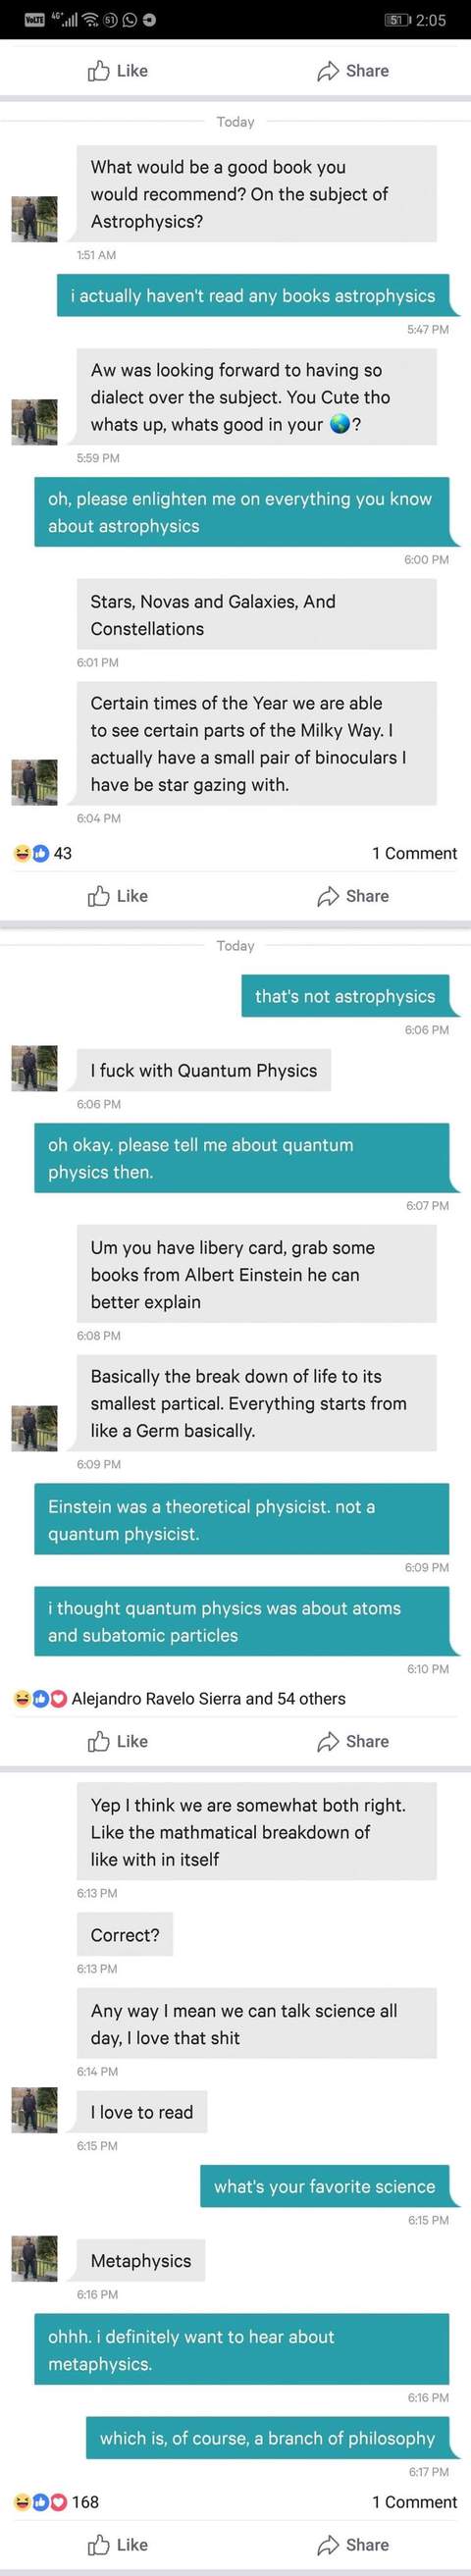 VoLTE 4G+ 51 51 2:05
Like Share
Today
What would be a good book you
would recommend? On the subject of
Astrophysics?
1:51 AM
i actually haven't read any books astrophysics
5:47 PM
Aw was looking forward to having so
dialect over the subject. You Cute tho
whats up, whats good in your 🌎?
5:59 PM
oh, please enlighten me on everything you know
about astrophysics
6:00 PM
Stars, Novas and Galaxies, And
Constellations
6:01 PM
Certain times of the Year we are able
to see certain parts of the Milky Way. I
actually have a small pair of binoculars I
have be star gazing with.
6:04 PM
43 1 Comment
Like Share
Today
that's not astrophysics
6:06 PM
I fuck with Quantum Physics
6:06 PM
oh okay. please tell me about quantum
physics then.
6:07 PM
Um you have libery card, grab some
books from Albert Einstein he can
better explain
6:08 PM
Basically the break down of life to its
smallest partical. Everything starts from
like a Germ basically.
6:09 PM
Einstein was a theoretical physicist. not a
quantum physicist.
6:09 PM
i thought quantum physics was about atoms
and subatomic particles
6:10 PM
Alejandro Ravelo Sierra and 54 others
Like Share
Yep I think we are somewhat both right.
Like the mathmatical breakdown of
like with in itself
6:13 PM
Correct?
6:13 PM
Any way I mean we can talk science all
day, I love that shit
6:14 PM
I love to read
6:15 PM
what's your favorite science
6:15 PM
Metaphysics
6:16 PM
ohhh. i definitely want to hear about
metaphysics.
6:16 PM
which is, of course, a branch of philosophy
6:17 PM
168 1 Comment
Like Share